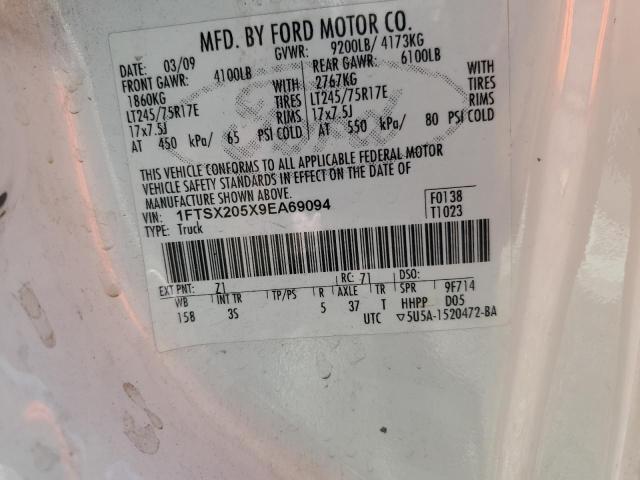 MFD. BY FORD MOTOR CO.
DATE: 03/09 GVWR: 9200LB/ 4173KG
FRONT GAWR: 4100LB REAR GAWR: 6100LB
1860KG 2767KG
LT245/75R17E TIRES LT245/75R17E TIRES
17x7.5J RIMS 17x7.5J RIMS
AT 450 kPa/ 65 PSI COLD AT 550 kPa/ 80 PSI COLD
THIS VEHICLE CONFORMS TO ALL APPLICABLE FEDERAL MOTOR
VEHICLE SAFETY STANDARDS IN EFFECT ON THE DATE OF
MANUFACTURE SHOWN ABOVE.
VIN: 1FTSX205X9EA69094 F0138
TYPE: Truck T1023
EXT PNT: Z1 RC: 71 DSO:
WB INT TR TP/PS R AXLE TR SPR 9F714
158 3S 5 37 T HHPP D05
UTC ▽5U5A-1520472-BA